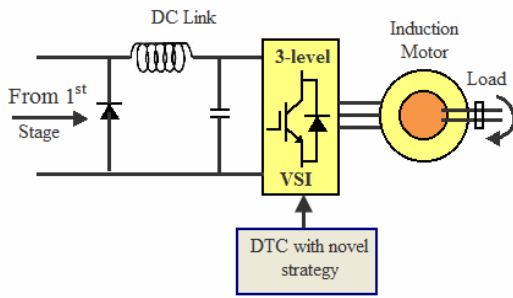 DC Link
Induction
Motor
3-level
Load
From 1st
Stage
VSI
DTC with novel
strategy